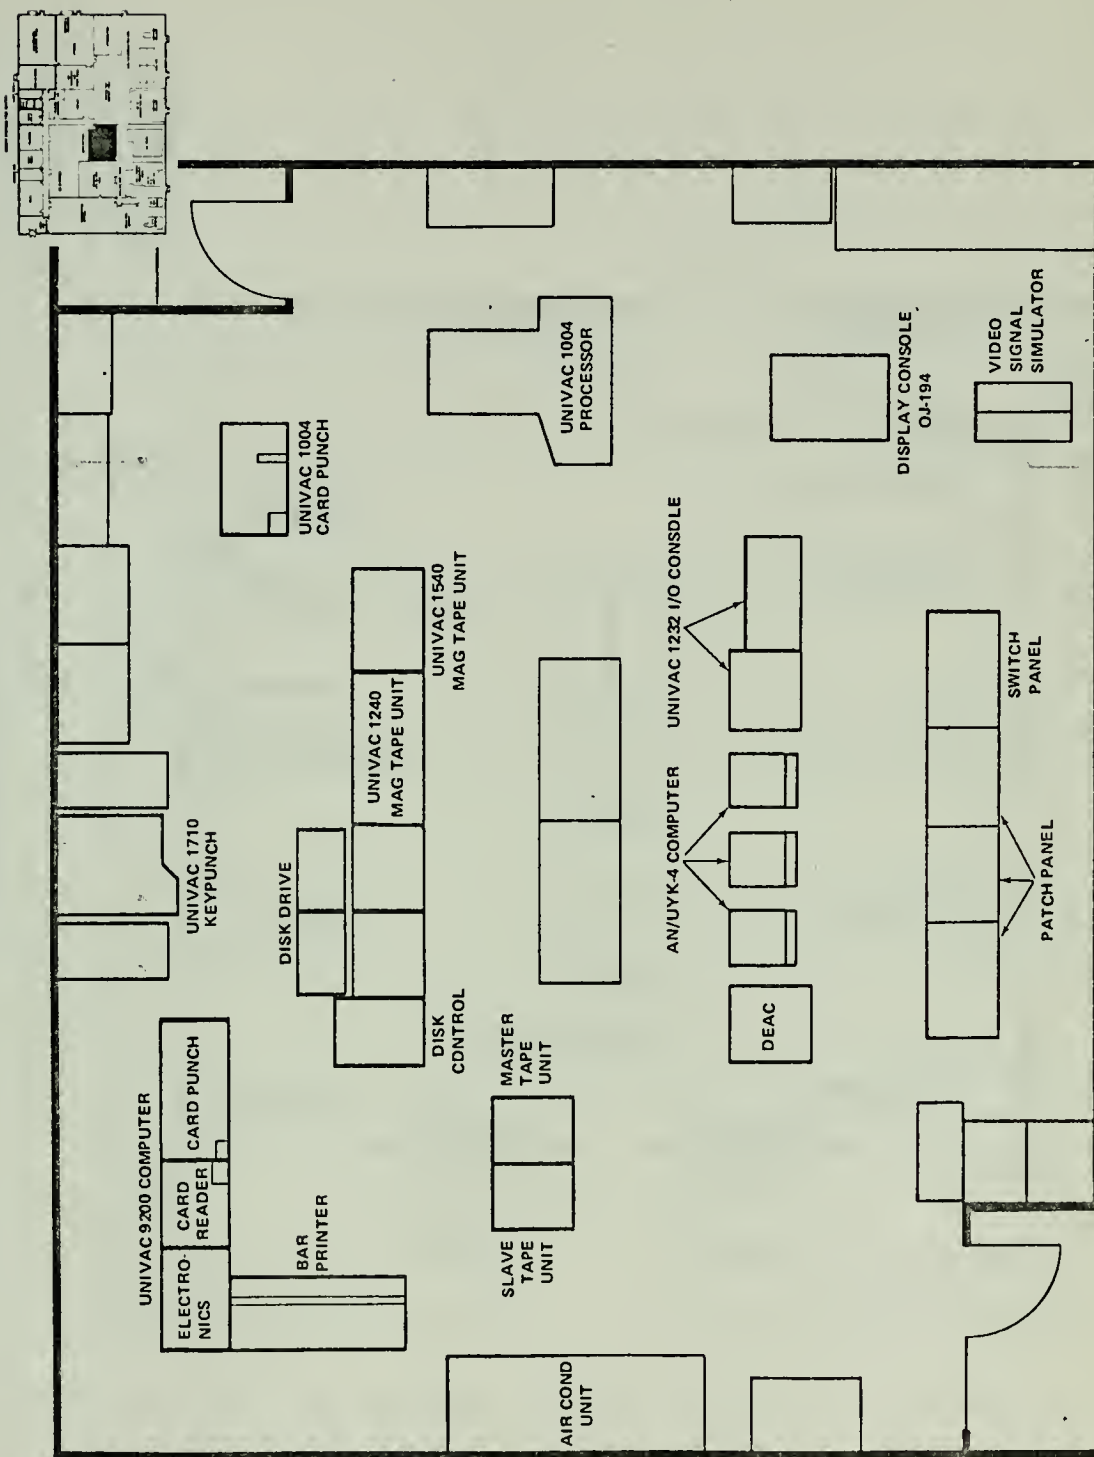 UNIVAC 9200 COMPUTER
ELECTRO-
NICS
CARD
READER
CARD PUNCH
BAR
PRINTER
UNIVAC 1710
KEYPUNCH
DISK DRIVE
DISK
CONTROL
UNIVAC 1240
MAG TAPE UNIT
UNIVAC 1540
MAG TAPE UNIT
UNIVAC 1004
CARD PUNCH
UNIVAC 1004
PROCESSOR
SLAVE
TAPE
UNIT
MASTER
TAPE
UNIT
AIR COND
UNIT
DEAC
AN/UYK-4 COMPUTER
UNIVAC 1232 I/O CONSOLE
DISPLAY CONSOLE
OJ-194
VIDEO
SIGNAL
SIMULATOR
PATCH PANEL
SWITCH
PANEL